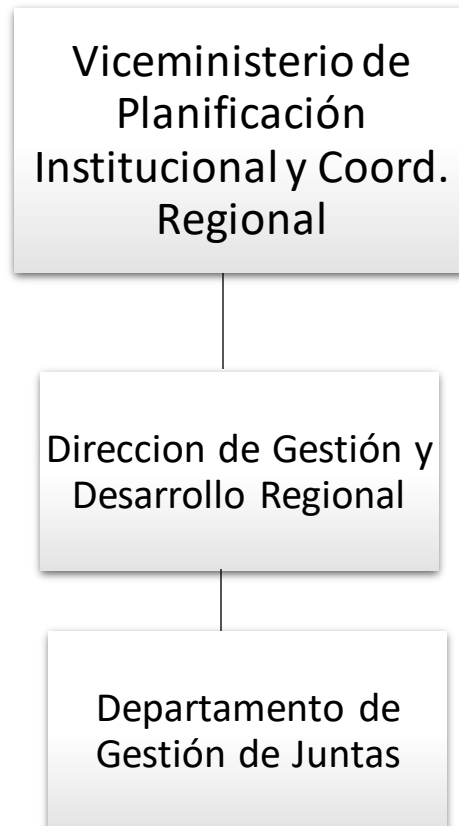 Viceministerio de
Planificación
Institucional y Coord.
Regional
Direccion de Gestión y
Desarrollo Regional
Departamento de
Gestión de Juntas